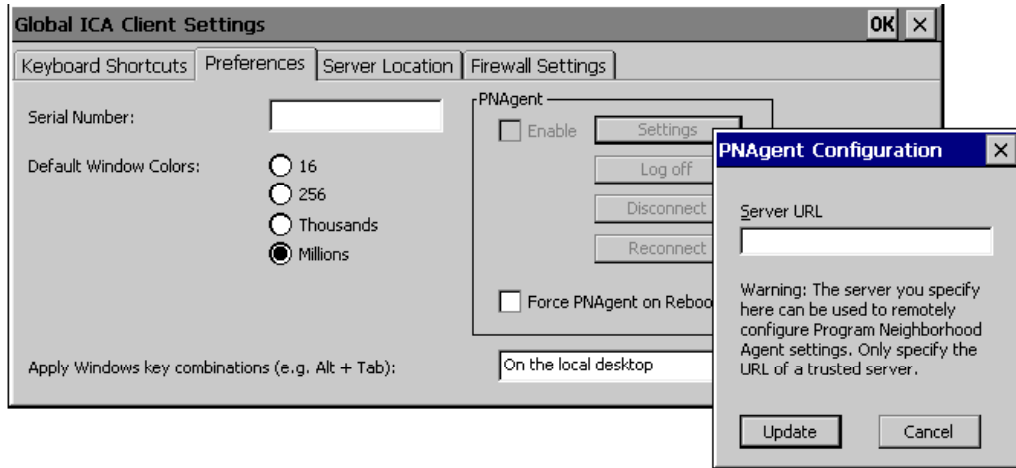 Global ICA Client Settings OK
Keyboard Shortcuts Preferences Server Location Firewall Settings
PNAgent
Serial Number:
Enable Settings
Default Window Colors:
16
Log off
256
Disconnect
Thousands
Millions
Reconnect
Force PNAgent on Reboo
Apply Windows key combinations (e.g. Alt + Tab):
On the local desktop
PNAgent Configuration
Server URL
Warning: The server you specify
here can be used to remotely
configure Program Neighborhood
Agent settings. Only specify the
URL of a trusted server.
Update Cancel